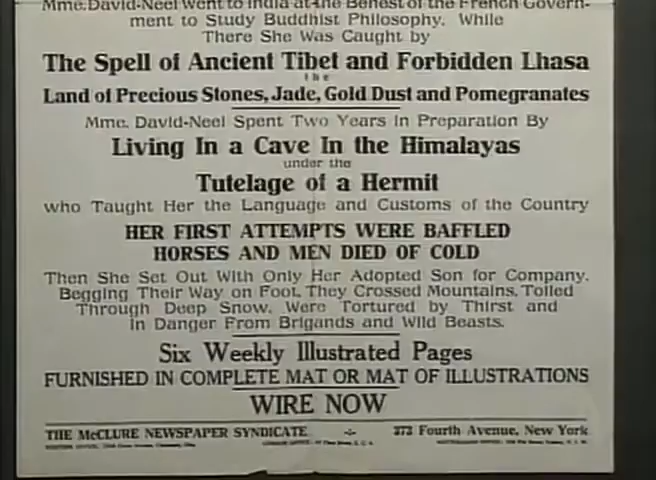 Mme. David-Neel Went to India at the Behest of the French Govern-
ment to Study Buddhist Philosophy. While
There She Was Caught by
The Spell of Ancient Tibet and Forbidden Lhasa
the
Land of Precious Stones, Jade, Gold Dust and Pomegranates
Mme. David-Neel Spent Two Years in Preparation By
Living In a Cave In the Himalayas
under the
Tutelage of a Hermit
who Taught Her the Language and Customs of the Country
HER FIRST ATTEMPTS WERE BAFFLED
HORSES AND MEN DIED OF COLD
Then She Set Out With Only Her Adopted Son for Company.
Begging Their Way on Foot, They Crossed Mountains, Toiled
Through Deep Snow, Were Tortured by Thirst and
in Danger From Brigands and Wild Beasts.
Six Weekly Illustrated Pages
FURNISHED IN COMPLETE MAT OR MAT OF ILLUSTRATIONS
WIRE NOW
THE McCLURE NEWSPAPER SYNDICATE 373 Fourth Avenue, New York